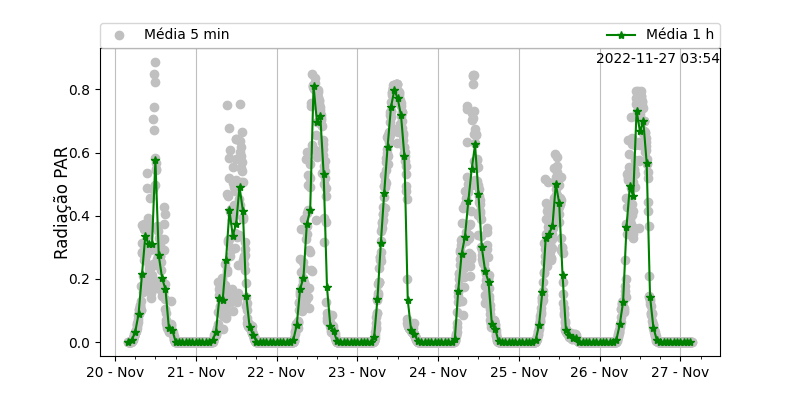 Média 5 min
Média 1 h
2022-11-27 03:54
Radiação PAR
0.8
0.6
0.4
0.2
0.0
20 - Nov
21 - Nov
22 - Nov
23 - Nov
24 - Nov
25 - Nov
26 - Nov
27 - Nov